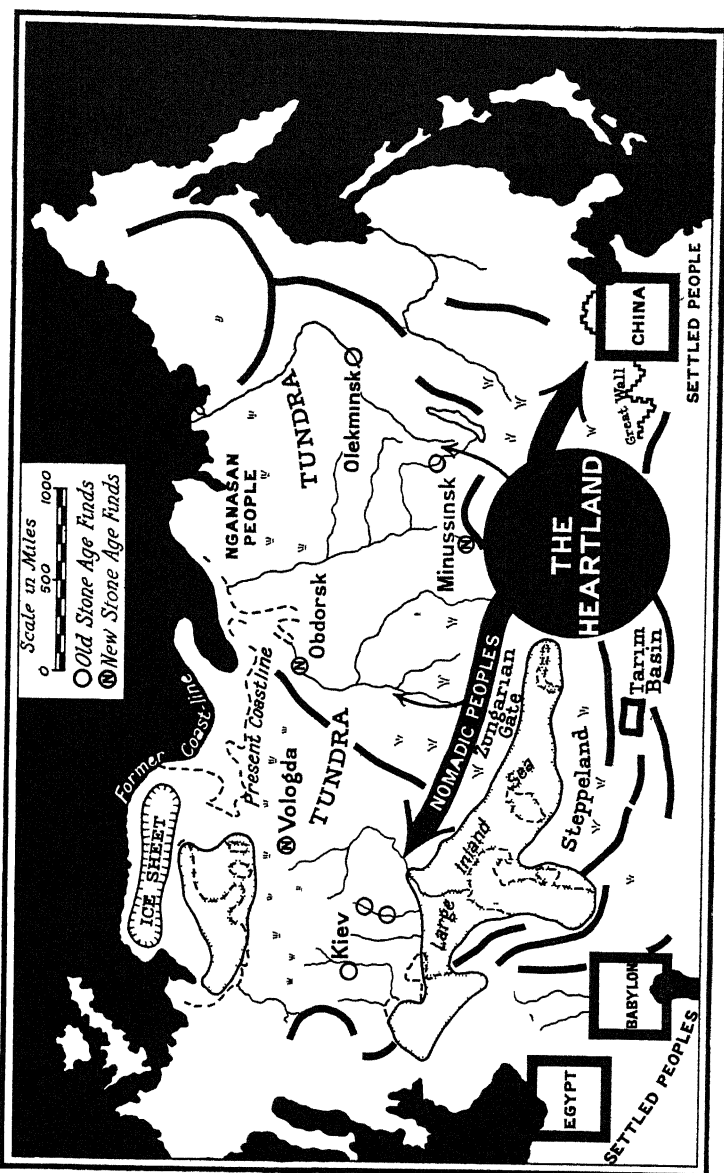 Scale in Miles
0 500 1000
Old Stone Age Finds
N New Stone Age Finds
Former Coast-line
ICE SHEET
Present Coastline
NGANASAN
PEOPLE
TUNDRA
Olekminsk
N Obdorsk
N Vologda
TUNDRA
Kiev
Minussinsk
N
NOMADIC PEOPLES
Zungarian
Gate
THE
HEARTLAND
Large Inland Sea
Steppeland
Tarim
Basin
Great Wall
CHINA
SETTLED PEOPLE
BABYLON
EGYPT
SETTLED PEOPLES